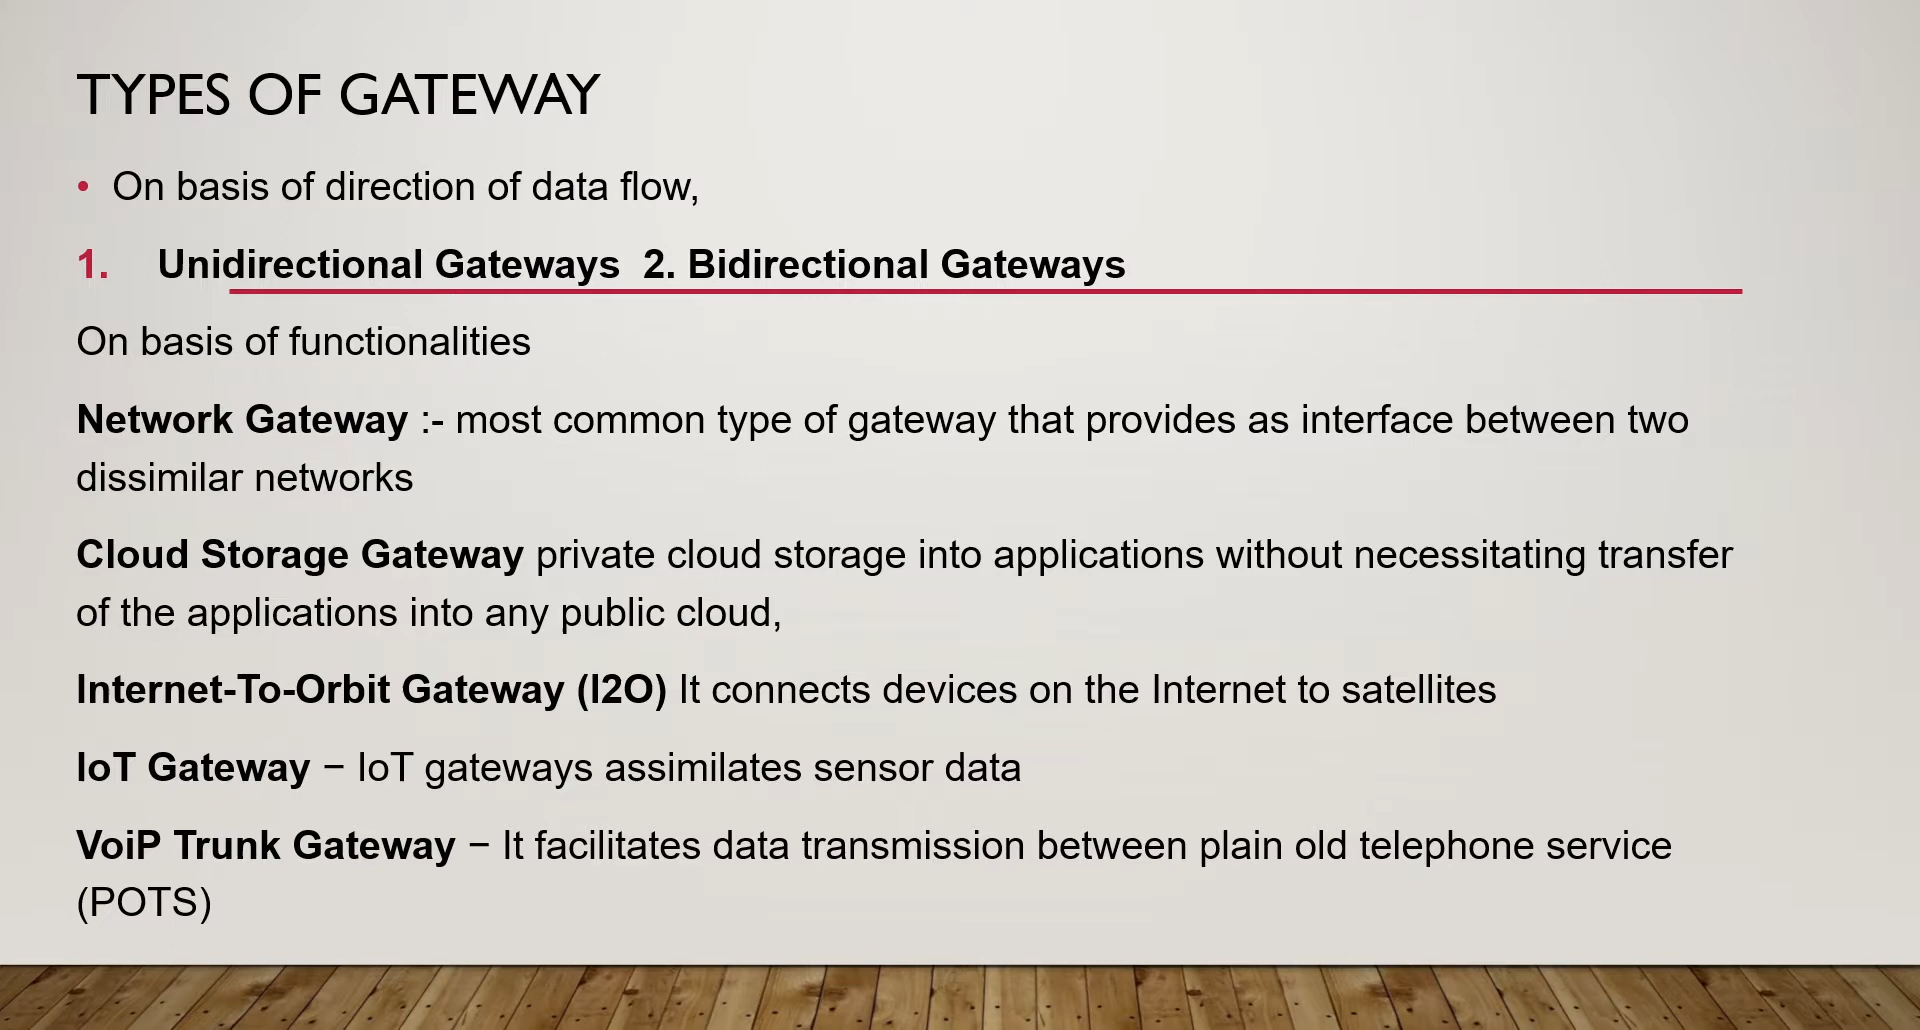 TYPES OF GATEWAY
• On basis of direction of data flow,
1. Unidirectional Gateways 2. Bidirectional Gateways
On basis of functionalities
Network Gateway :- most common type of gateway that provides as interface between two
dissimilar networks
Cloud Storage Gateway private cloud storage into applications without necessitating transfer
of the applications into any public cloud,
Internet-To-Orbit Gateway (I2O) It connects devices on the Internet to satellites
IoT Gateway − IoT gateways assimilates sensor data
VoiP Trunk Gateway − It facilitates data transmission between plain old telephone service
(POTS)